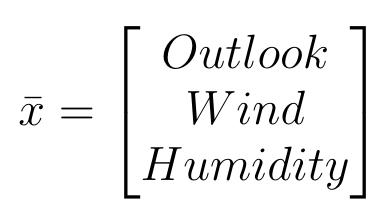 x̄ = [Outlook
Wind
Humidity]